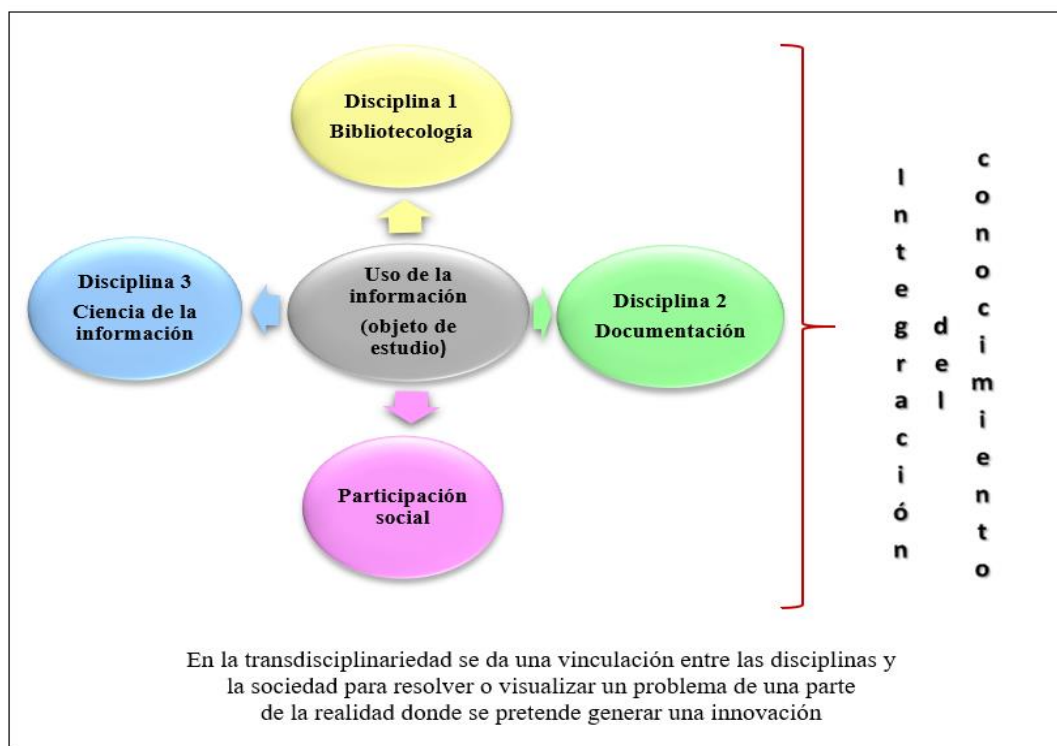 Disciplina 1
Bibliotecología
Disciplina 3
Ciencia de la
información
Uso de la
información
(objeto de
estudio)
Disciplina 2
Documentación
Participación
social
Integración
del
conocimiento
En la transdisciplinariedad se da una vinculación entre las disciplinas y
la sociedad para resolver o visualizar un problema de una parte
de la realidad donde se pretende generar una innovación